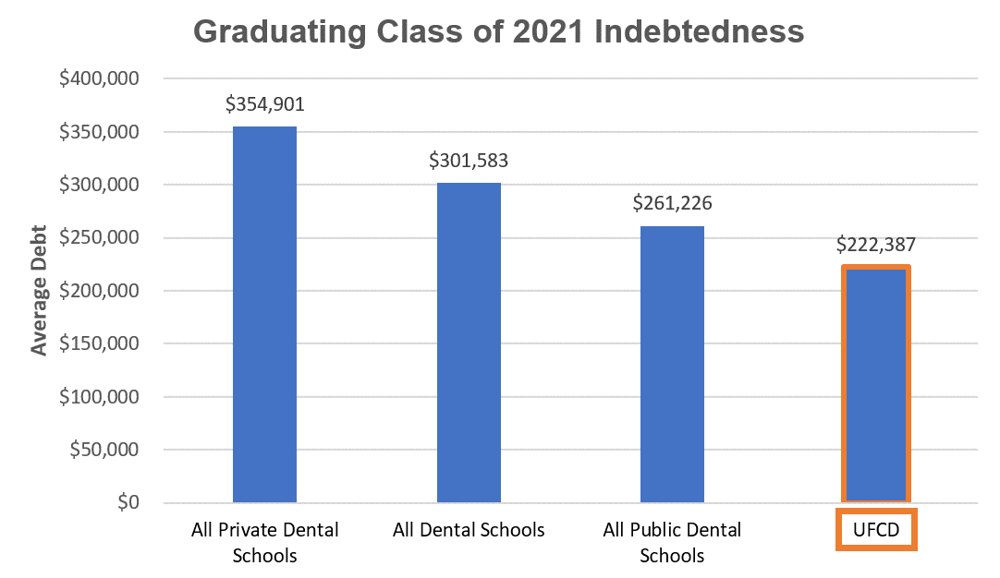 Graduating Class of 2021 Indebtedness
Average Debt
$400,000
$350,000
$300,000
$250,000
$200,000
$150,000
$100,000
$50,000
$0
$354,901
$301,583
$261,226
$222,387
All Private Dental
Schools
All Dental Schools
All Public Dental
Schools
UFCD